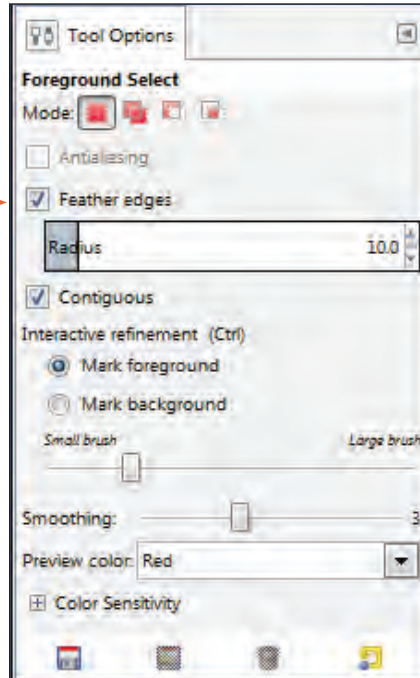 Tool Options
Foreground Select
Mode:
Antialiasing
Feather edges
Radius 10.0
Contiguous
Interactive refinement (Ctrl)
Mark foreground
Mark background
Small brush Large brush
Smoothing: 3
Preview color: Red
Color Sensitivity